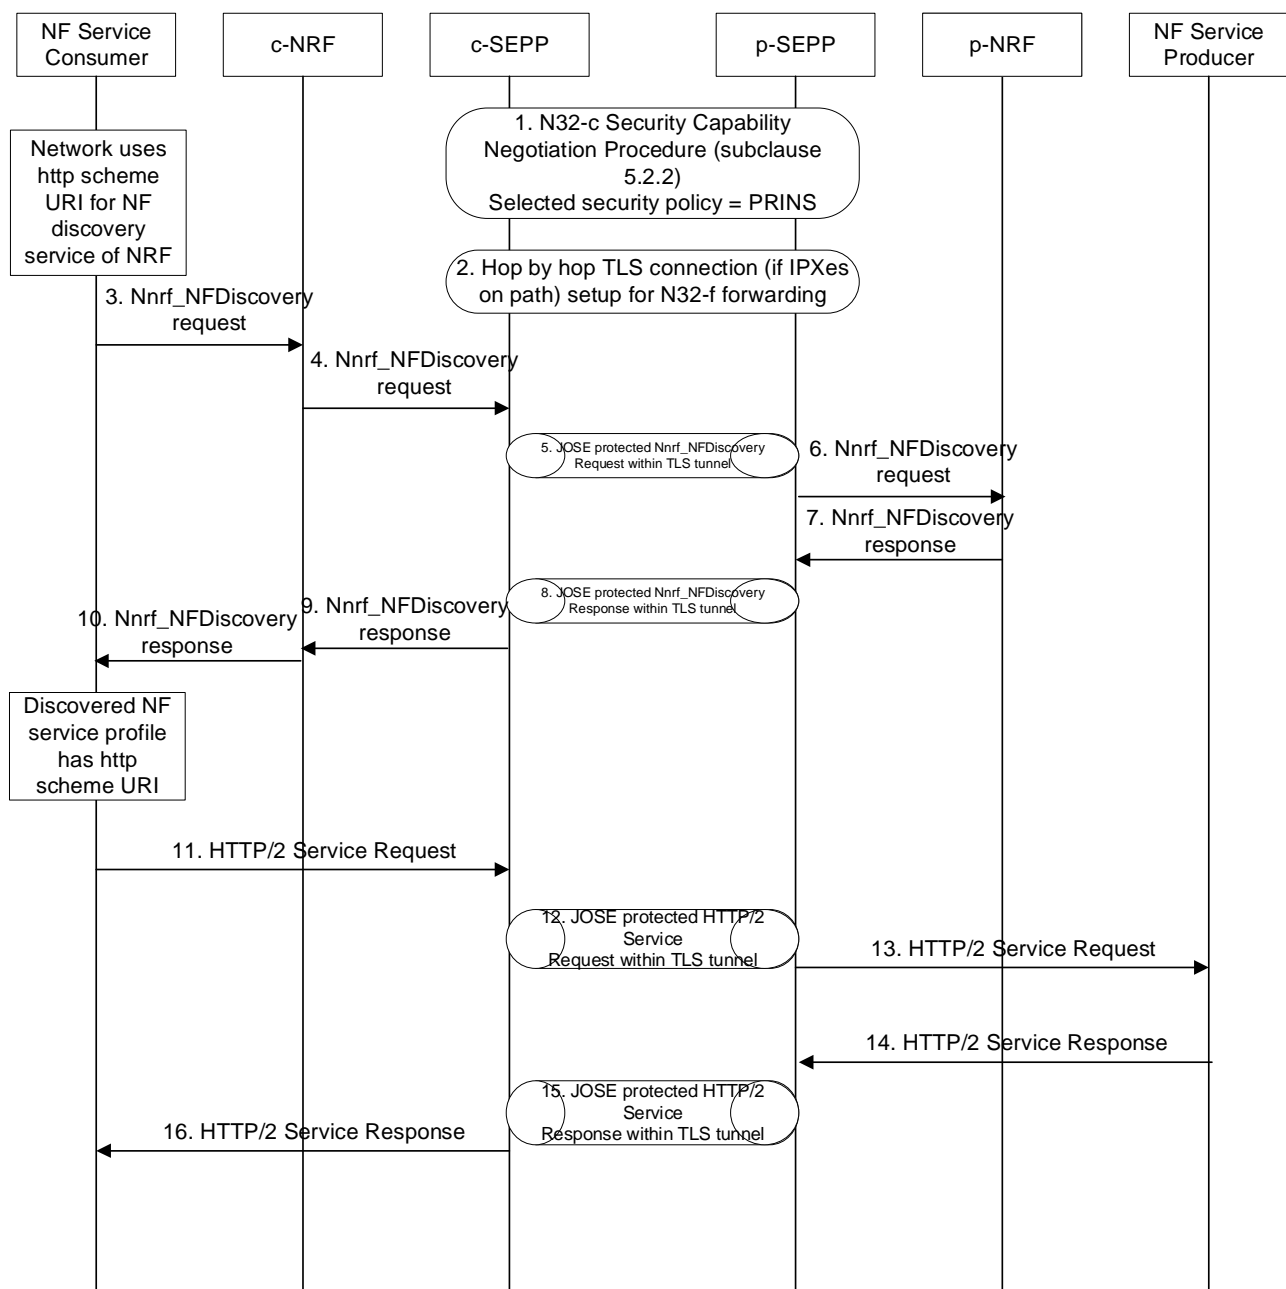 NF Service
Consumer
c-NRF
c-SEPP
p-SEPP
p-NRF
NF Service
Producer
1. N32-c Security Capability
Negotiation Procedure (subclause
5.2.2)
Selected security policy = PRINS
Network uses
http scheme
URI for NF
discovery
service of NRF
2. Hop by hop TLS connection (if IPXes
on path) setup for N32-f forwarding
3. Nnrf_NFDiscovery
request
4. Nnrf_NFDiscovery
request
5. JOSE protected Nnrf_NFDiscovery
Request within TLS tunnel
6. Nnrf_NFDiscovery
request
7. Nnrf_NFDiscovery
response
8. JOSE protected Nnrf_NFDiscovery
Response within TLS tunnel
9. Nnrf_NFDiscovery
response
10. Nnrf_NFDiscovery
response
Discovered NF
service profile
has http
scheme URI
11. HTTP/2 Service Request
12. JOSE protected HTTP/2
Service
Request within TLS tunnel
13. HTTP/2 Service Request
14. HTTP/2 Service Response
15. JOSE protected HTTP/2
Service
Response within TLS tunnel
16. HTTP/2 Service Response